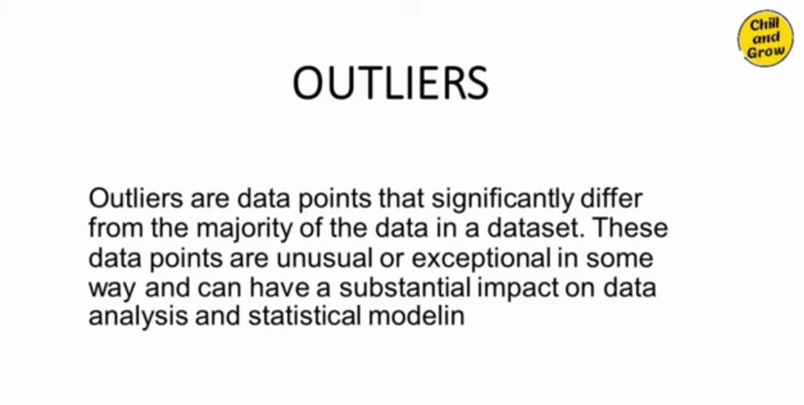 Chill
and
Grow
OUTLIERS
Outliers are data points that significantly differ
from the majority of the data in a dataset. These
data points are unusual or exceptional in some
way and can have a substantial impact on data
analysis and statistical modelin